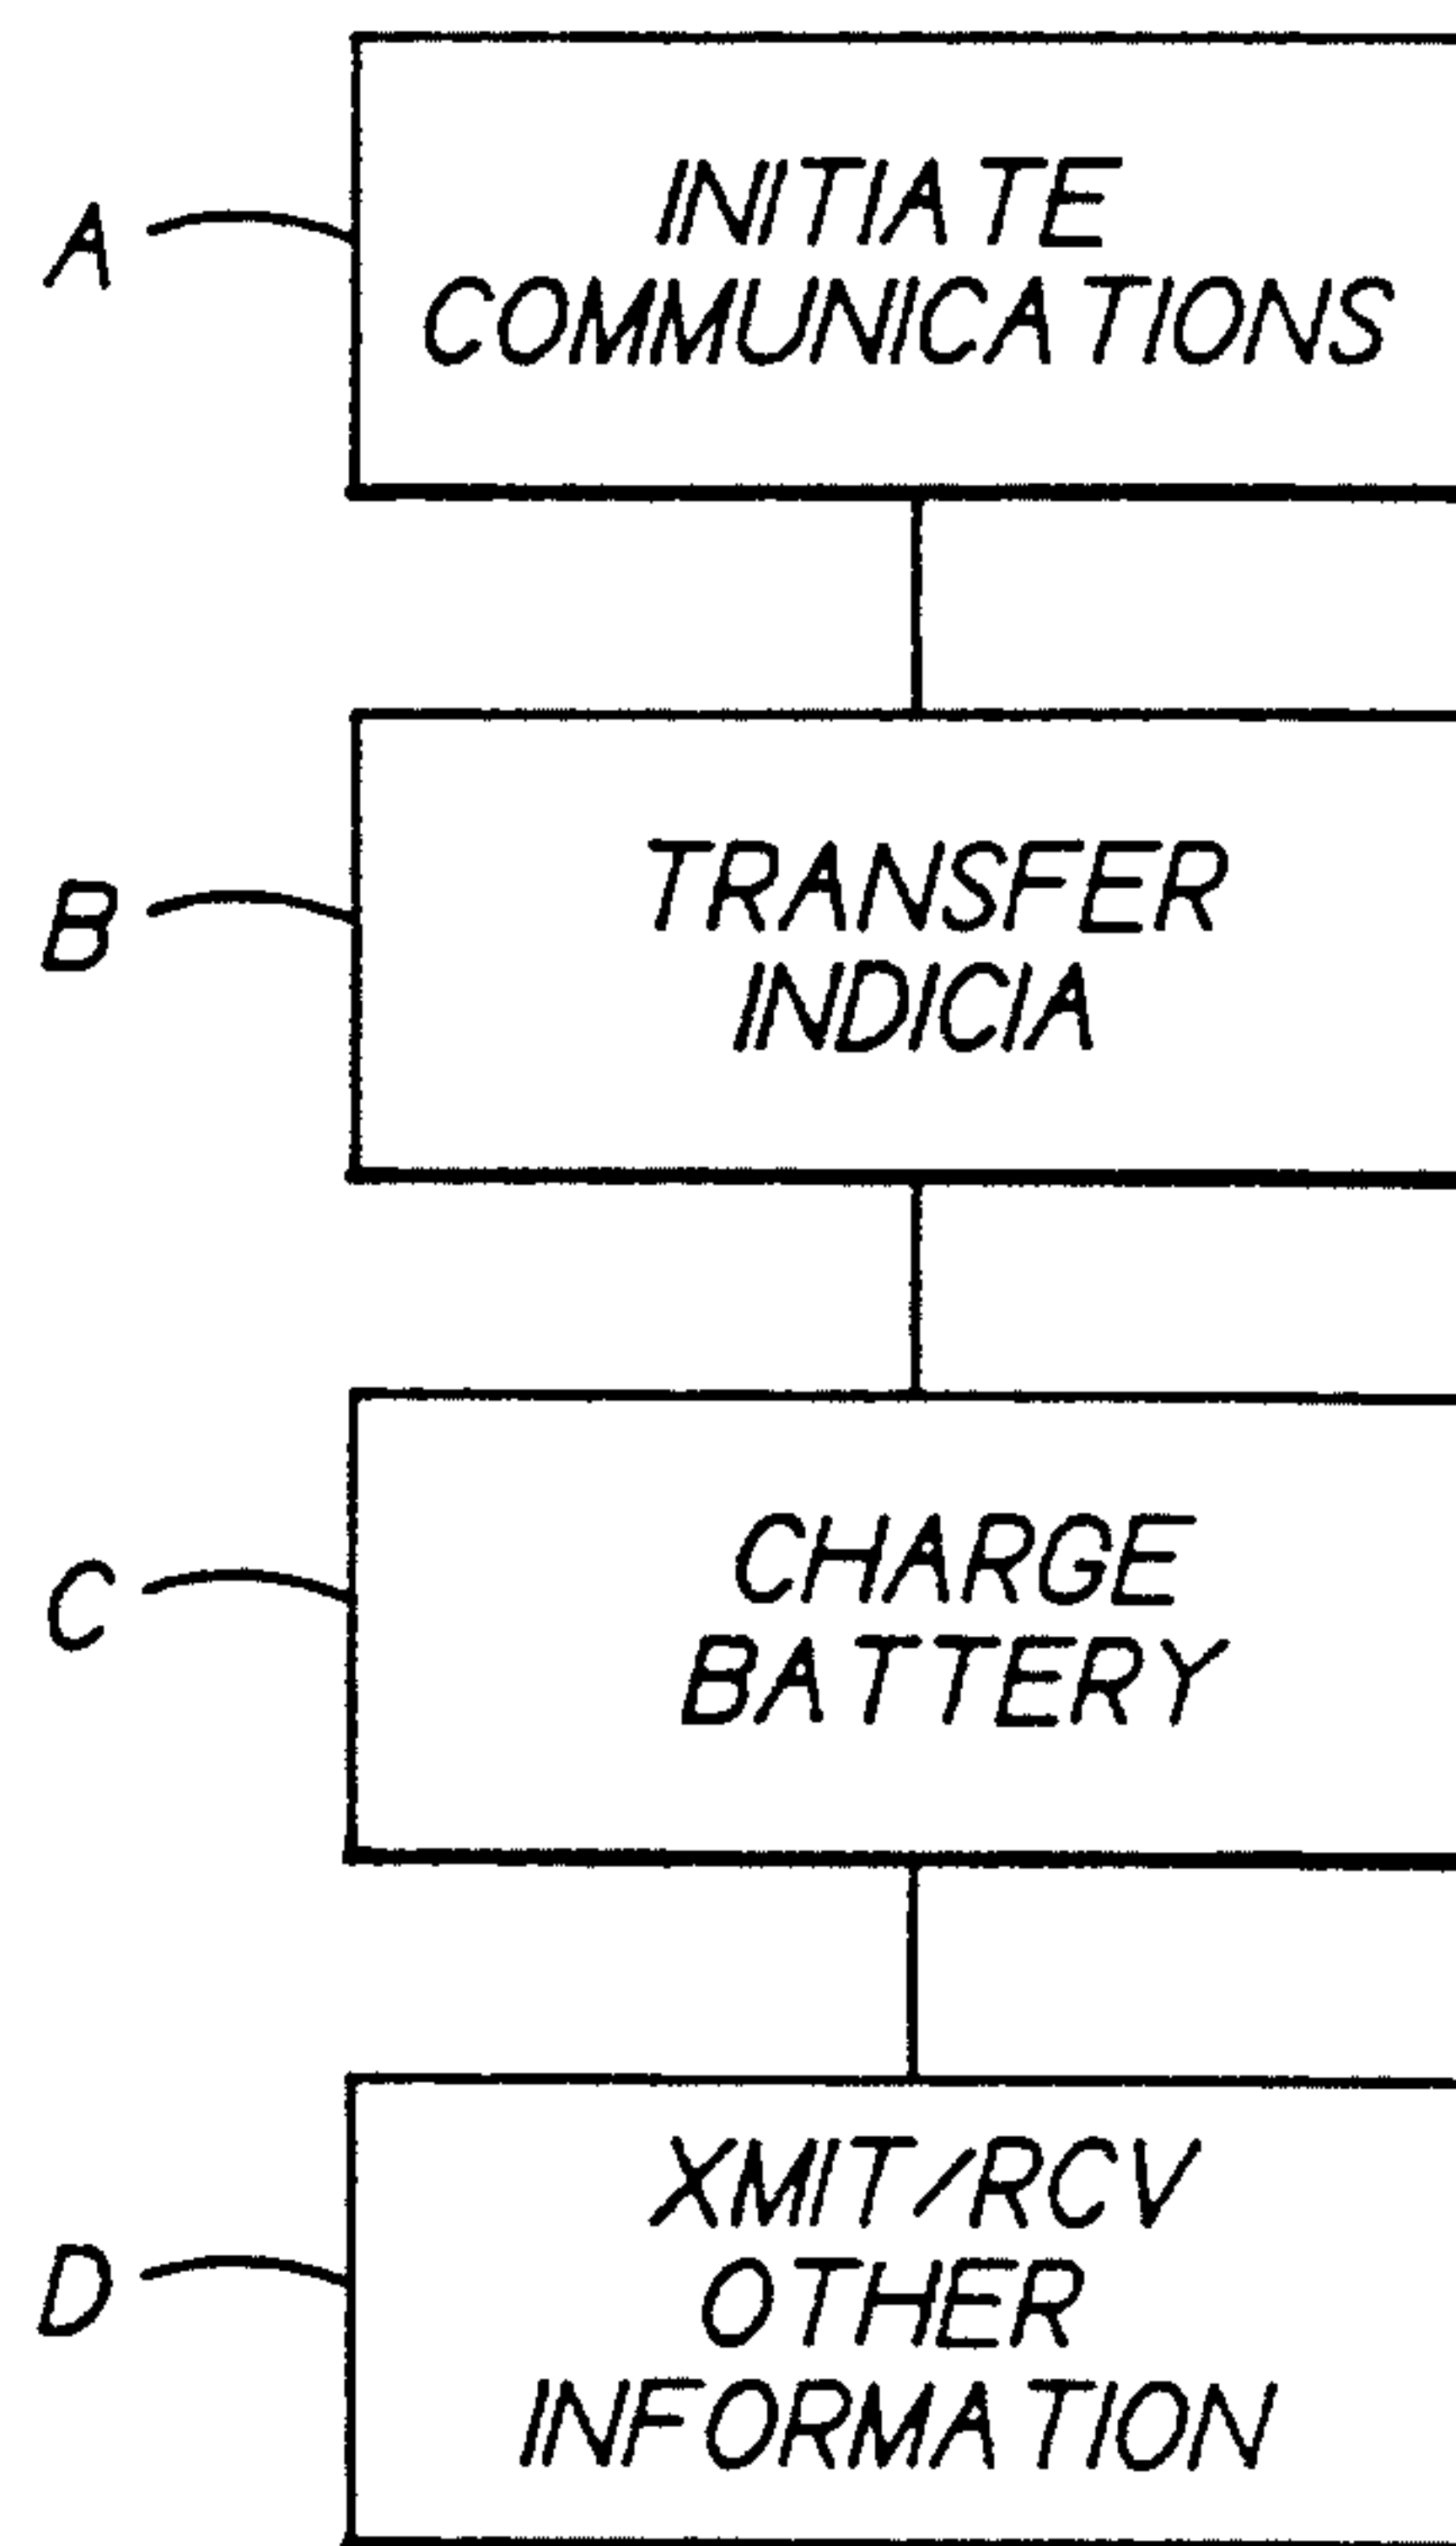 A
INITIATE
COMMUNICATIONS
B
TRANSFER
INDICIA
C
CHARGE
BATTERY
D
XMIT/RCV
OTHER
INFORMATION